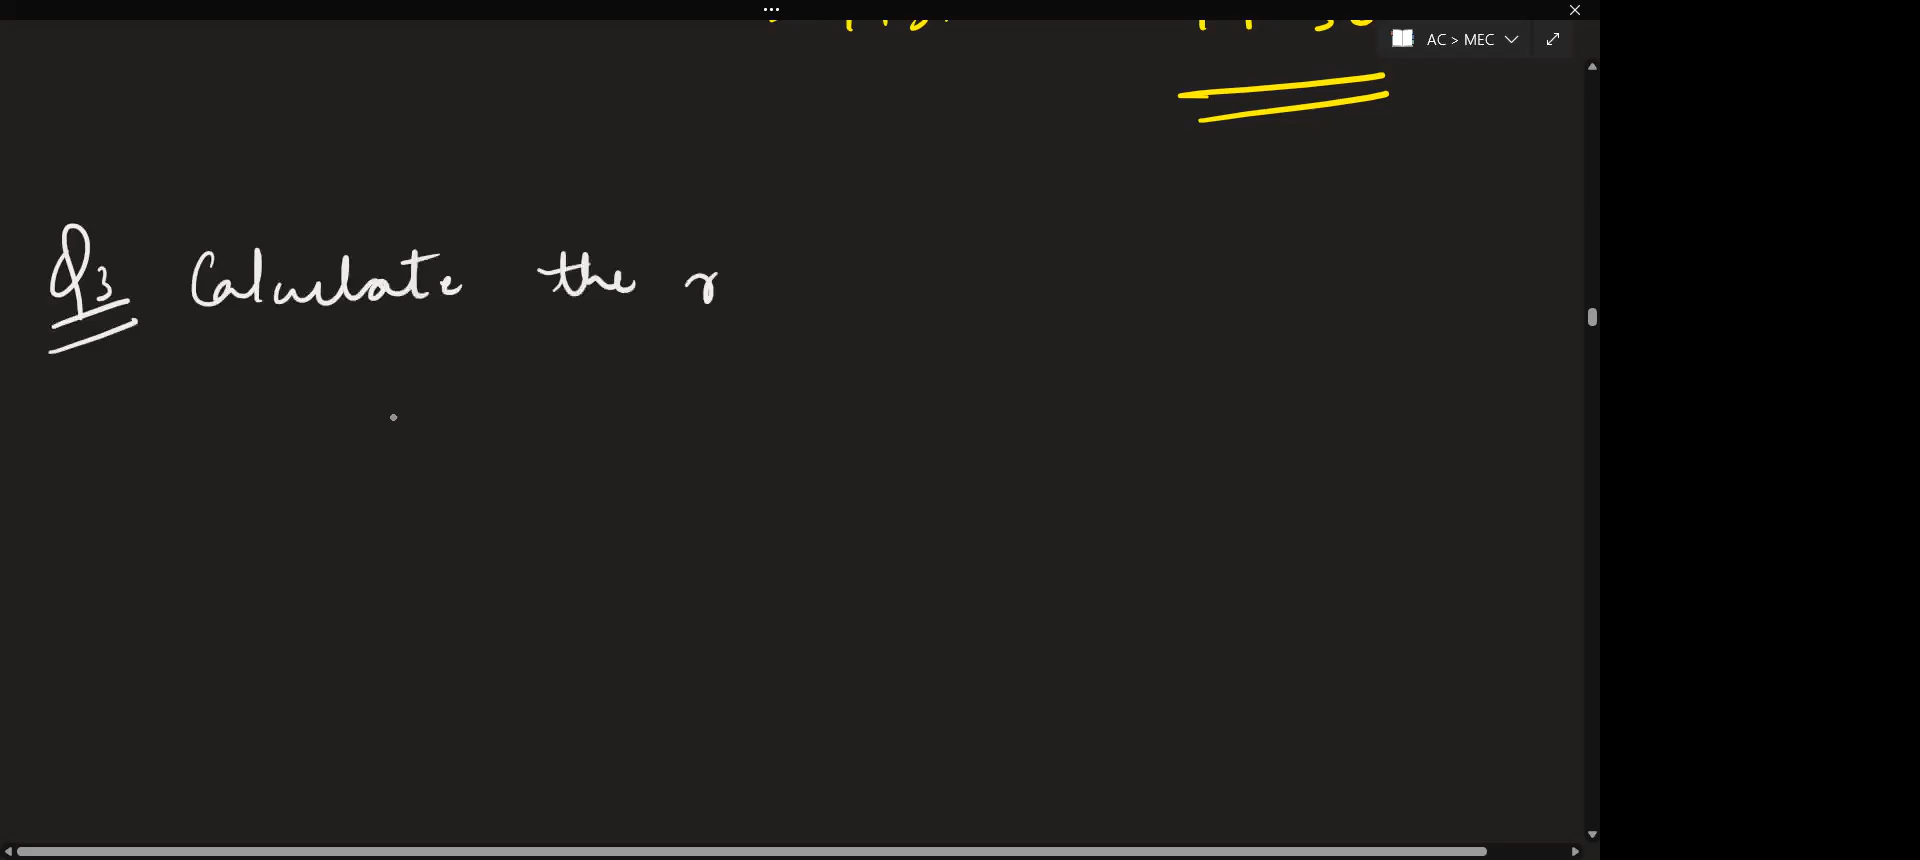 AC > MEC
Q3 Calculate the r